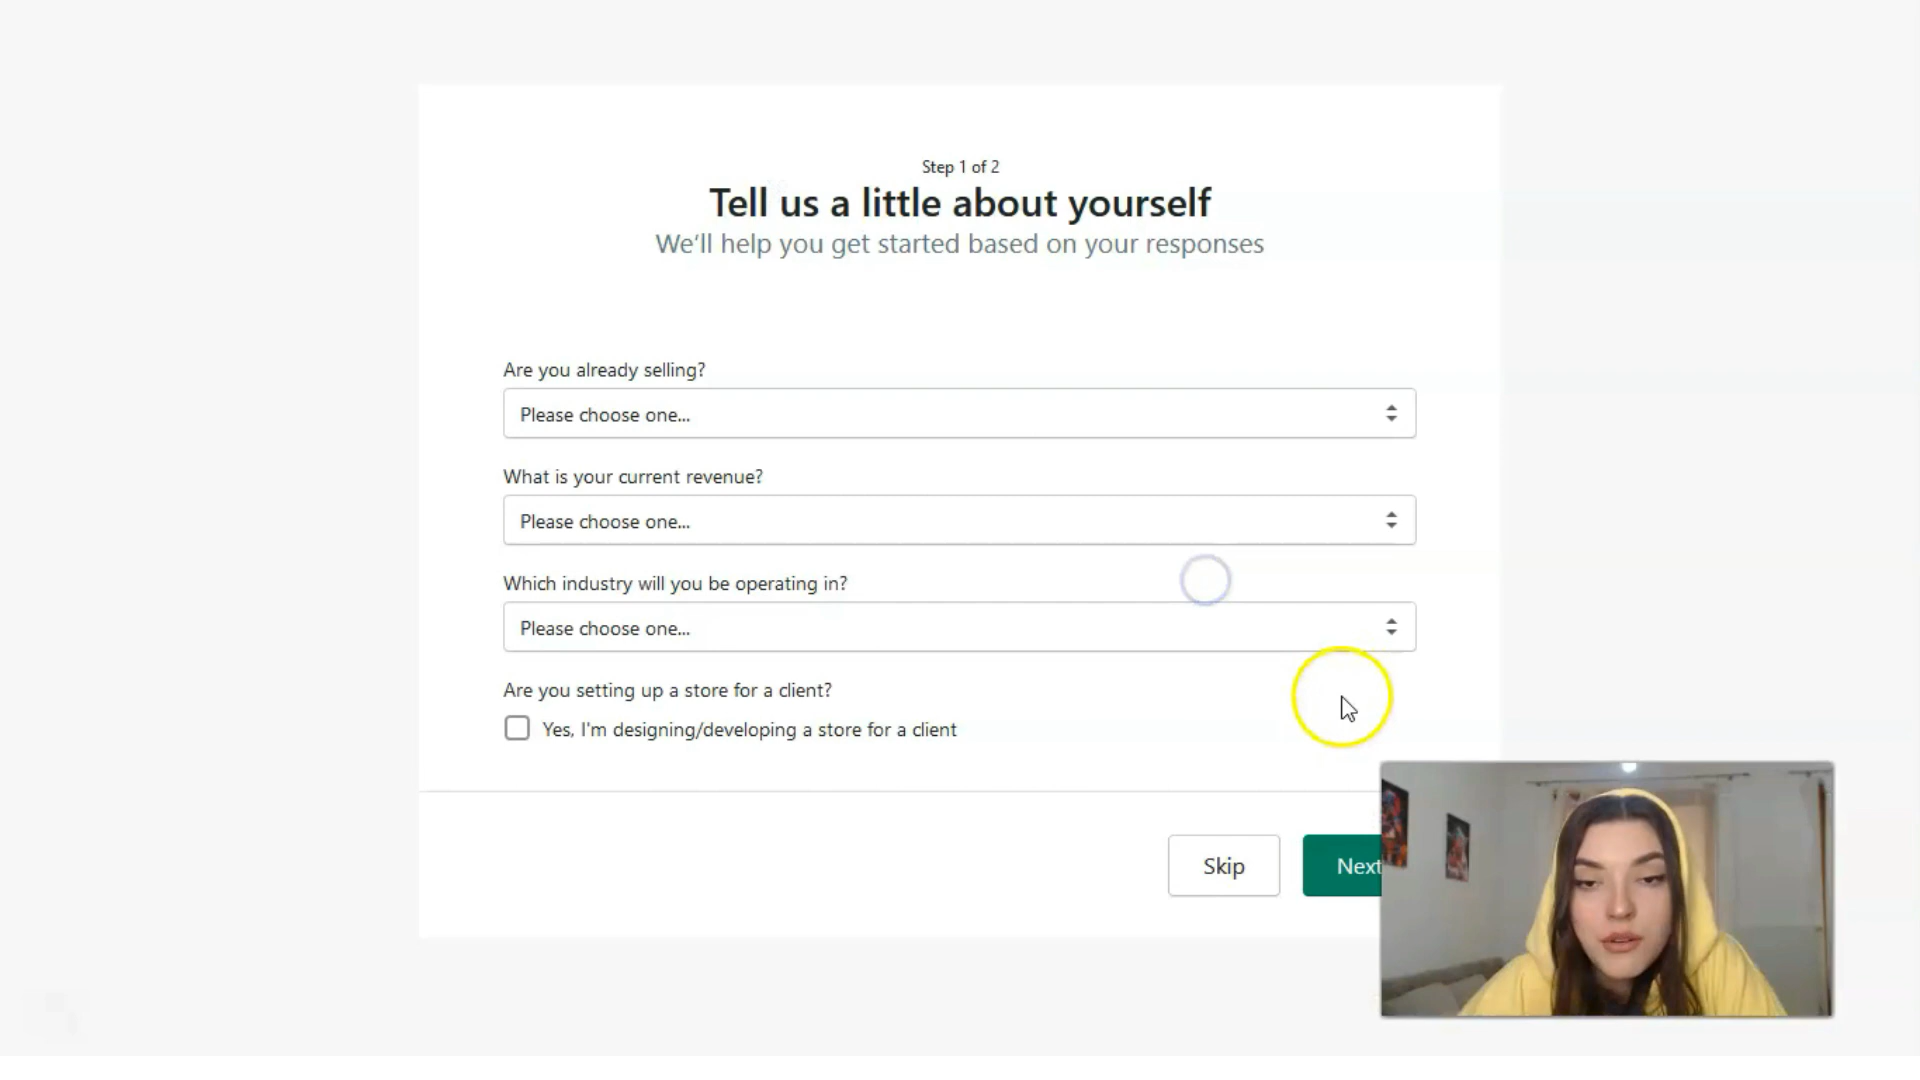 Step 1 of 2
Tell us a little about yourself
We'll help you get started based on your responses
Are you already selling?
Please choose one...
What is your current revenue?
Please choose one...
Which industry will you be operating in?
Please choose one...
Are you setting up a store for a client?
Yes, I'm designing/developing a store for a client
Skip
Next